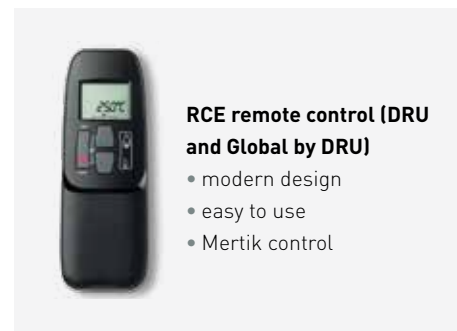 25.0°C
RCE remote control (DRU
and Global by DRU)
• modern design
• easy to use
• Mertik control